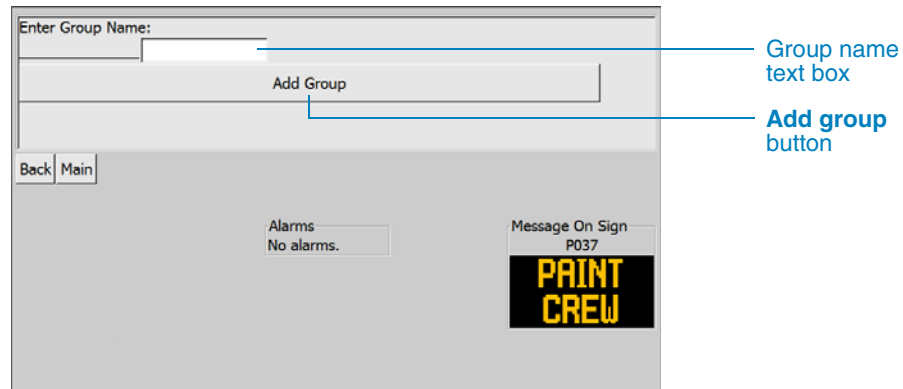 Enter Group Name:
Group name
text box
Add Group
Add group
button
Back Main
Alarms
No alarms.
Message On Sign
P037
PAINT
CREW